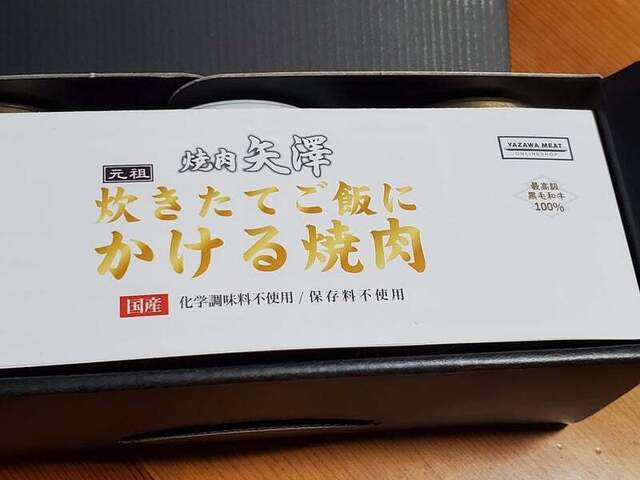 焼肉矢澤
元祖
炊きたてご飯に
かける焼肉
国産 化学調味料不使用/保存料不使用
YAZAWA MEAT
ONLINESHOP
最高級
黒毛和牛
100%